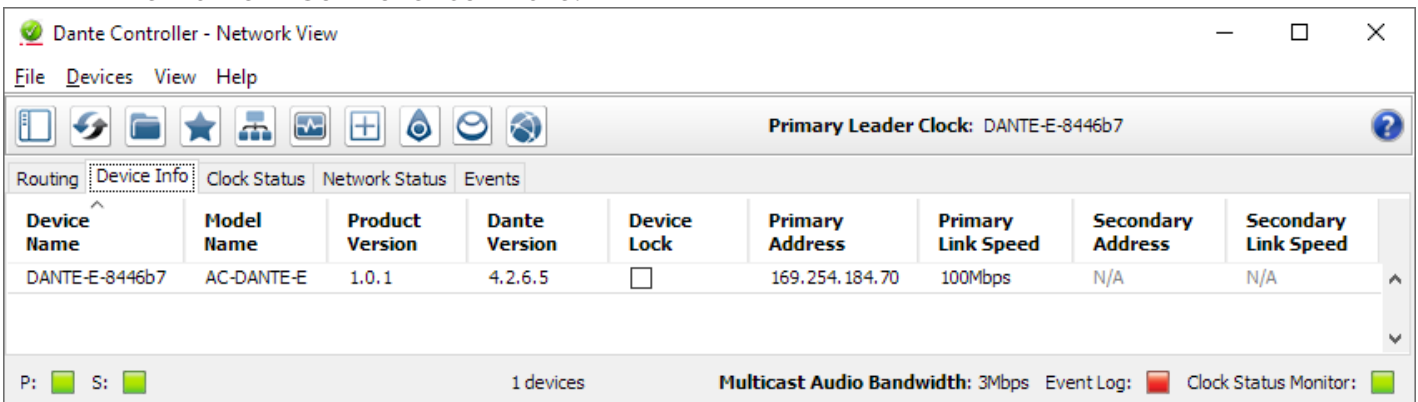 Dante Controller - Network View
File Devices View Help
Primary Leader Clock: DANTE-E-8446b7
Routing Device Info Clock Status Network Status Events
Device Name Model Name Product Version Dante Version Device Lock Primary Address Primary Link Speed Secondary Address Secondary Link Speed
DANTE-E-8446b7 AC-DANTE-E 1.0.1 4.2.6.5 169.254.184.70 100Mbps N/A N/A
P: S: 1 devices Multicast Audio Bandwidth: 3Mbps Event Log: Clock Status Monitor: